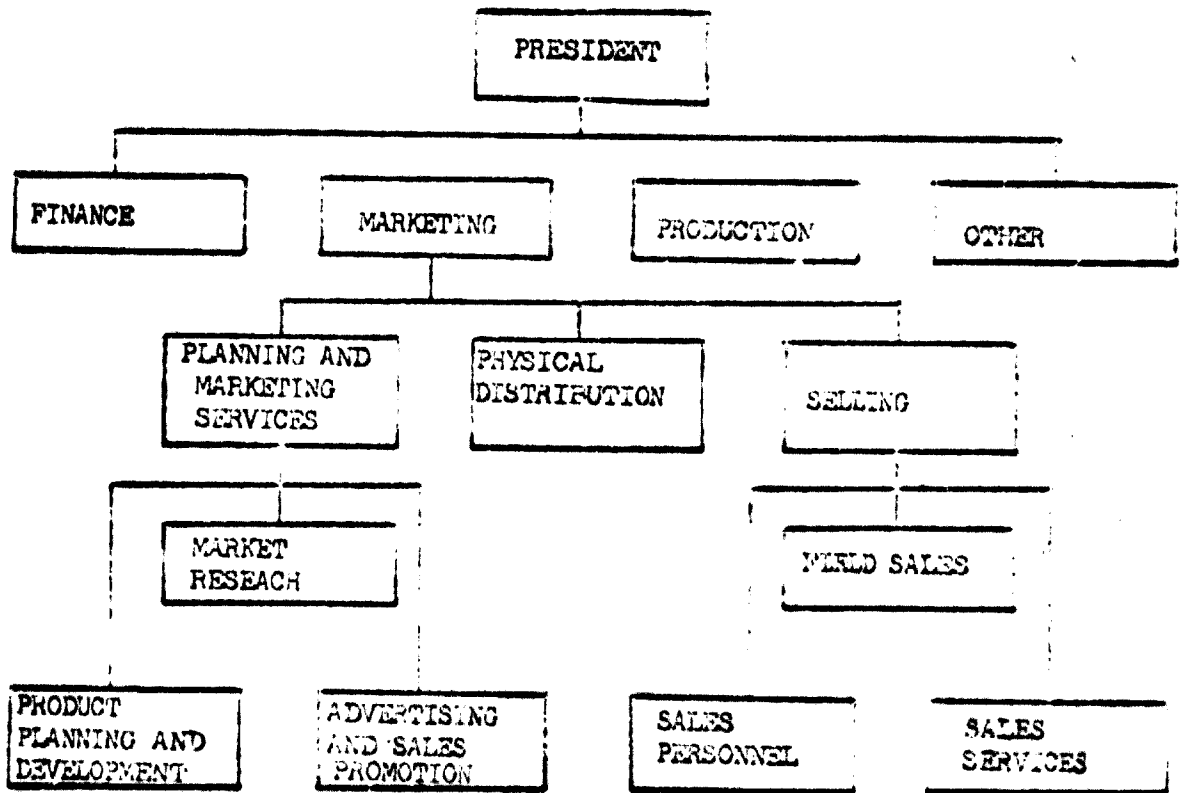 PRESIDENT
FINANCE
MARKETING
PRODUCTION
OTHER
PLANNING AND
MARKETING
SERVICES
PHYSICAL
DISTRIBUTION
SELLING
MARKET
RESEACH
FIELD SALES
PRODUCT
PLANNING AND
DEVELOPMENT
ADVERTISING
AND SALES
PROMOTION
SALES
PERSONNEL
SALES
SERVICES